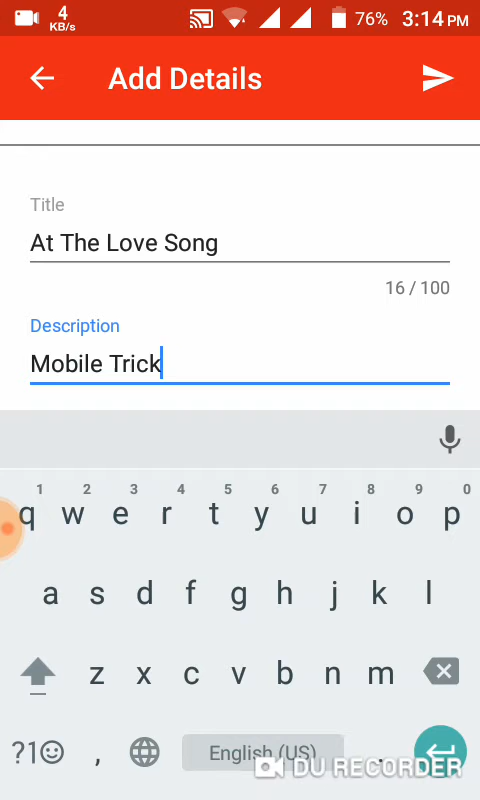 4
KB/s
76%
3:14 PM
Add Details
Title
At The Love Song
16 / 100
Description
Mobile Trick
1 2 3 4 5 6 7 8 9 0
q w e r t y u i o p
a s d f g h j k l
z x c v b n m
?1☺ , English (US) .
DU RECORDER